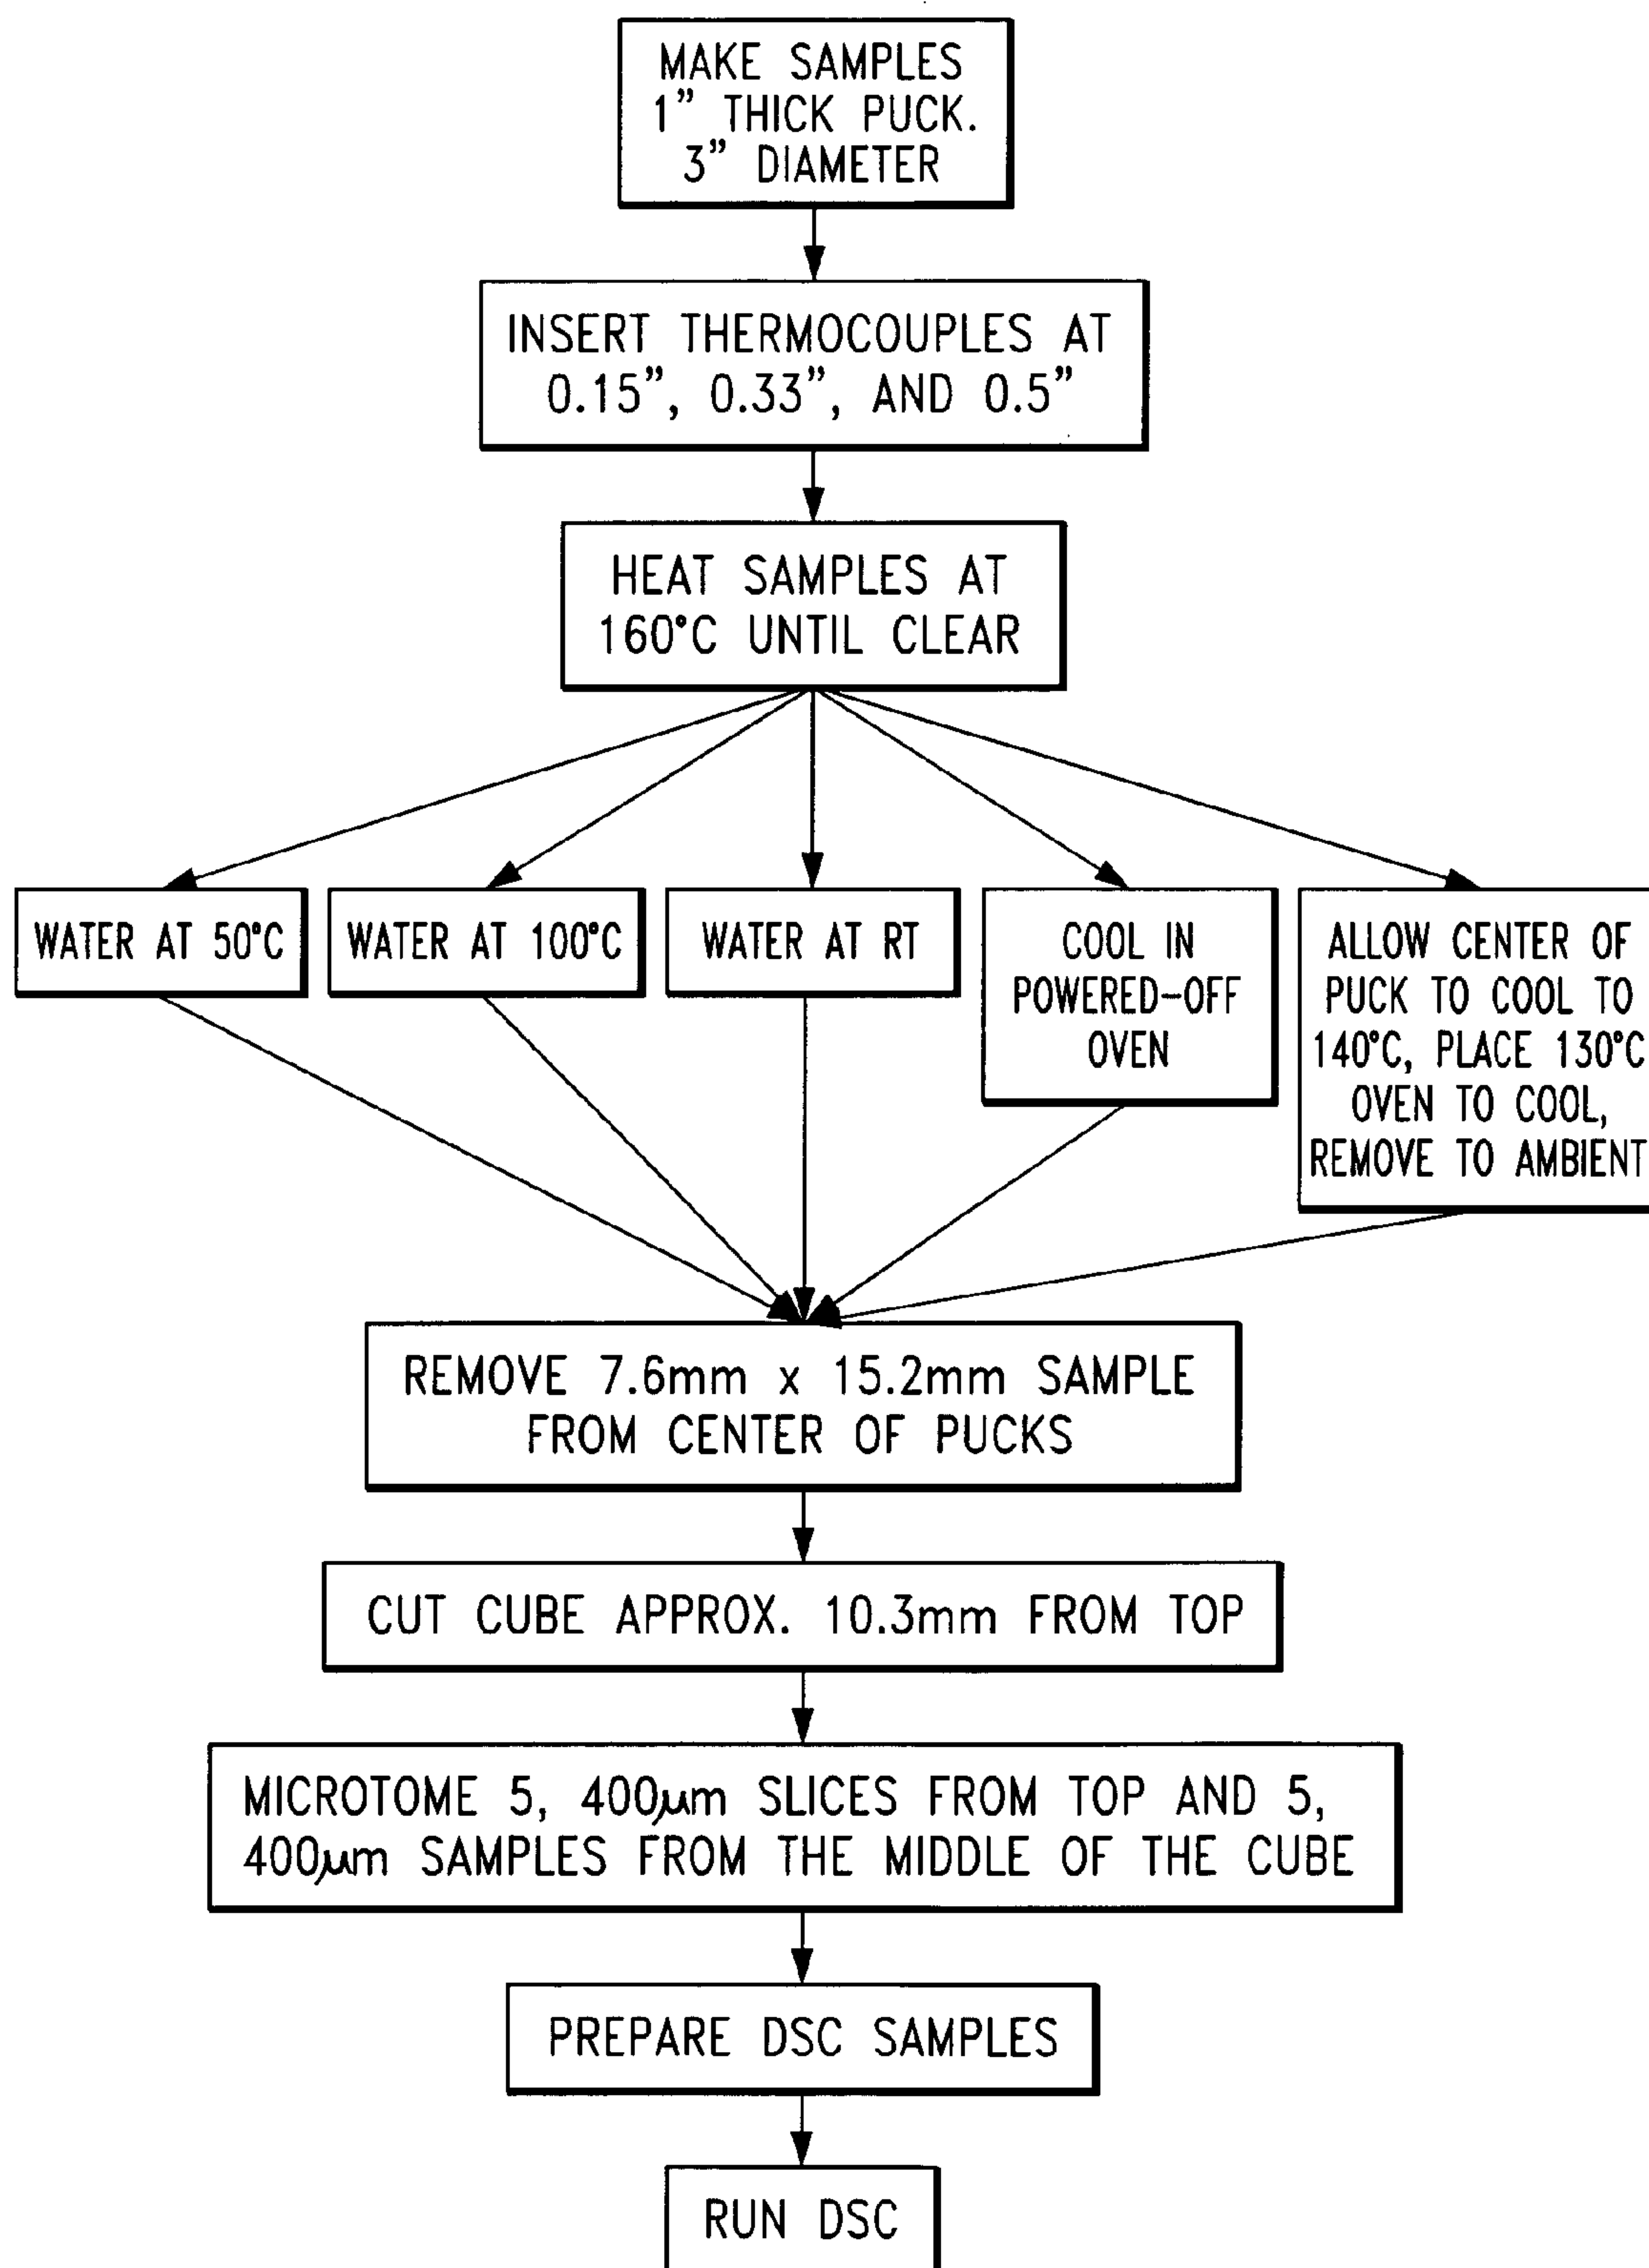 MAKE SAMPLES
1" THICK PUCK.
3" DIAMETER
INSERT THERMOCOUPLES AT
0.15", 0.33", AND 0.5"
HEAT SAMPLES AT
160°C UNTIL CLEAR
WATER AT 50°C
WATER AT 100°C
WATER AT RT
COOL IN
POWERED-OFF
OVEN
ALLOW CENTER OF
PUCK TO COOL TO
140°C, PLACE 130°C
OVEN TO COOL,
REMOVE TO AMBIENT
REMOVE 7.6mm x 15.2mm SAMPLE
FROM CENTER OF PUCKS
CUT CUBE APPROX. 10.3mm FROM TOP
MICROTOME 5, 400µm SLICES FROM TOP AND 5,
400µm SAMPLES FROM THE MIDDLE OF THE CUBE
PREPARE DSC SAMPLES
RUN DSC